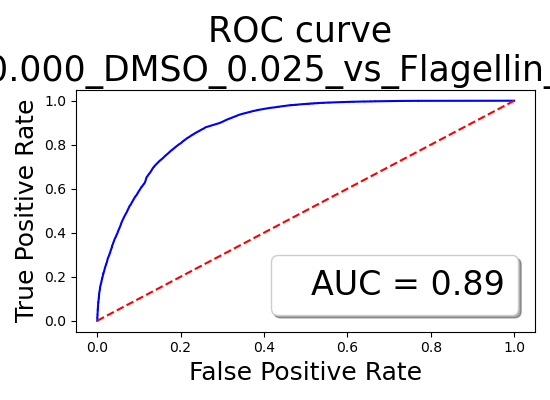 ROC curve
0.000_DMSO_0.025_vs_Flagellin_
True Positive Rate
1.0
0.8
0.6
0.4
0.2
0.0
AUC = 0.89
0.0 0.2 0.4 0.6 0.8 1.0
False Positive Rate